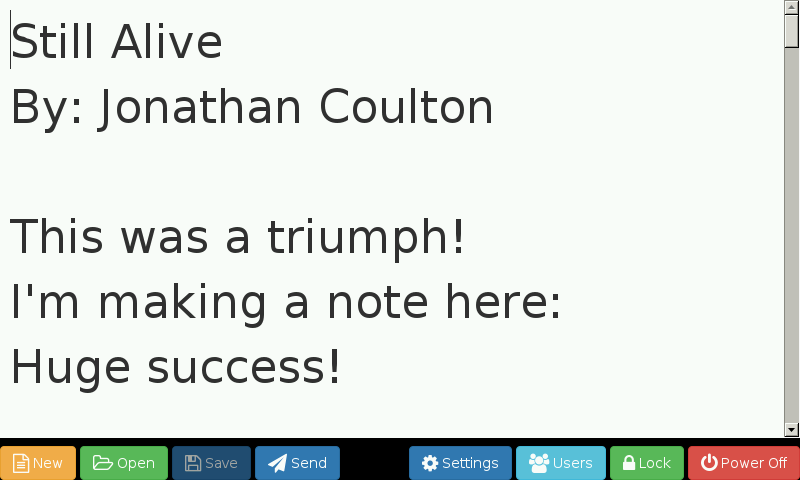 Still Alive
By: Jonathan Coulton
This was a triumph!
I'm making a note here:
Huge success!
New Open Save Send Settings Users Lock Power Off